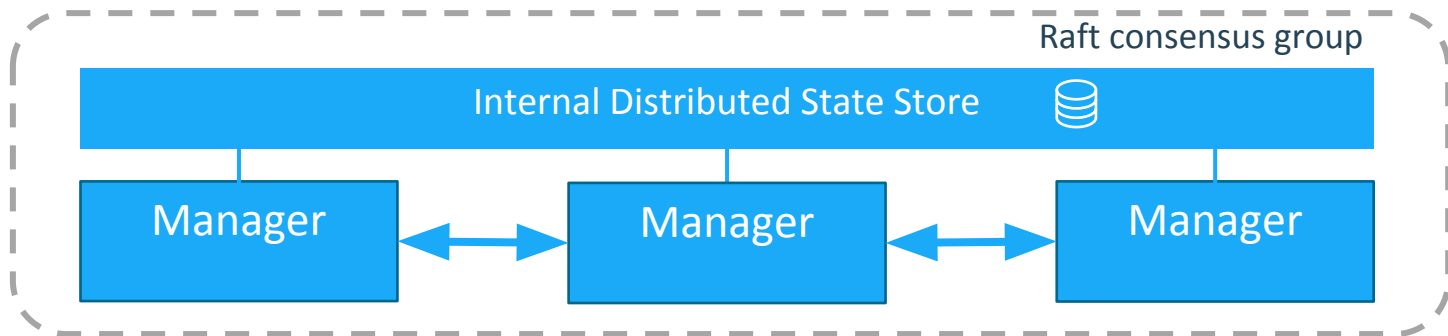 Raft consensus group
Internal Distributed State Store
Manager
Manager
Manager